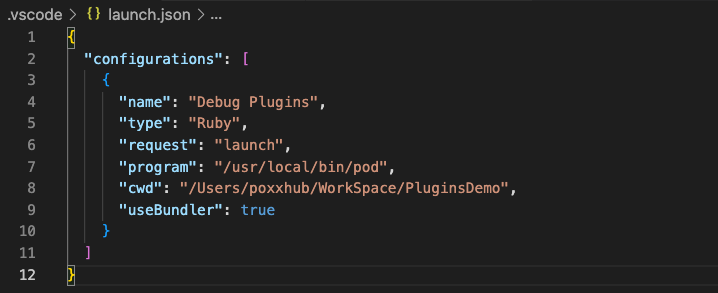 .vscode > {} launch.json > ...
1 {
2 "configurations": [
3 {
4 "name": "Debug Plugins",
5 "type": "Ruby",
6 "request": "launch",
7 "program": "/usr/local/bin/pod",
8 "cwd": "/Users/poxxhub/WorkSpace/PluginsDemo",
9 "useBundler": true
10 }
11 ]
12 }